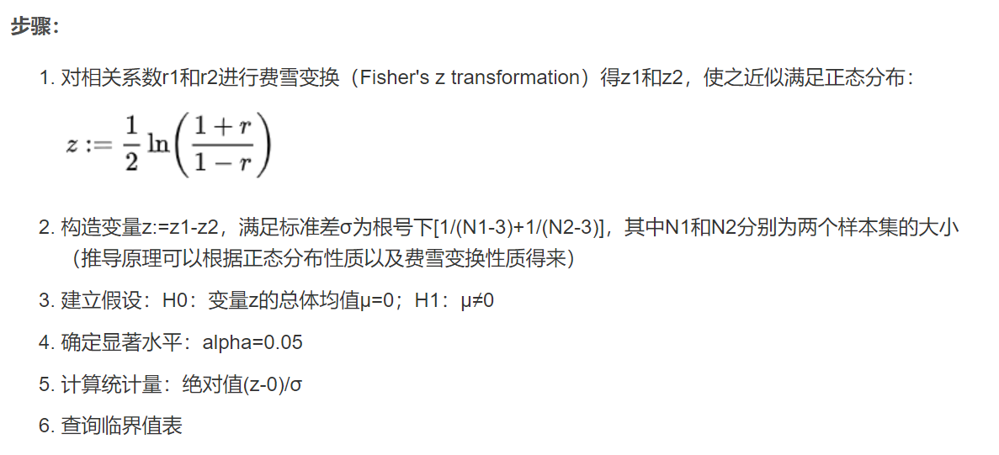 步骤：
1. 对相关系数r1和r2进行费雪变换（Fisher's z transformation）得z1和z2，使之近似满足正态分布：
z := 1/2 ln((1+r)/(1−r))
2. 构造变量z:=z1-z2，满足标准差σ为根号下[1/(N1-3)+1/(N2-3)]，其中N1和N2分别为两个样本集的大小
（推导原理可以根据正态分布性质以及费雪变换性质得来）
3. 建立假设：H0：变量z的总体均值μ=0；H1：μ≠0
4. 确定显著水平：alpha=0.05
5. 计算统计量：绝对值(z-0)/σ
6. 查询临界值表